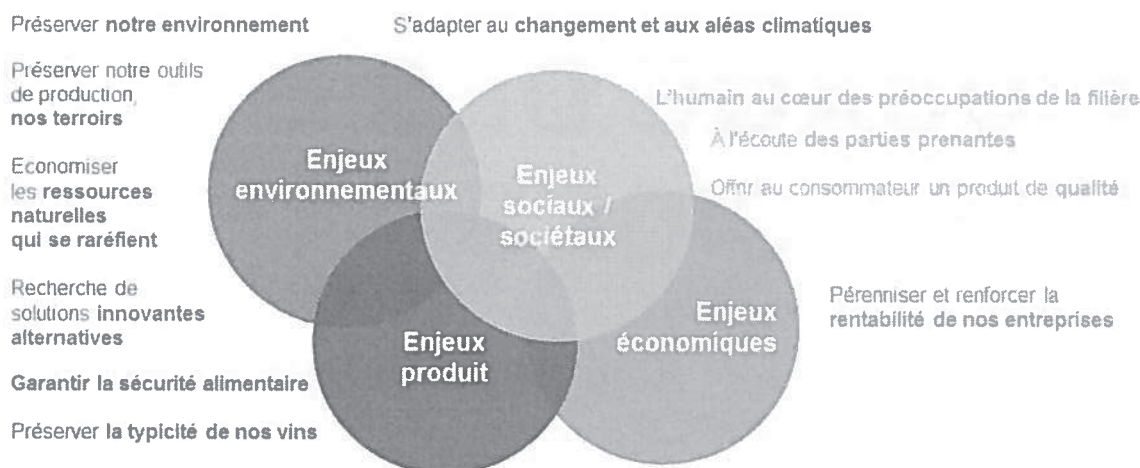 Préserver notre environnement
S'adapter au changement et aux aléas climatiques
Préserver notre outils
de production,
nos terroirs
Economiser
les ressources
naturelles
qui se raréfient
Recherche de
solutions innovantes
alternatives
Garantir la sécurité alimentaire
Préserver la typicité de nos vins
Enjeux
environnementaux
Enjeux
sociaux /
sociétaux
Enjeux
produit
Enjeux
économiques
L'humain au cœur des préoccupations de la filière
À l'écoute des parties prenantes
Offrir au consommateur un produit de qualité
Pérenniser et renforcer la
rentabilité de nos entreprises